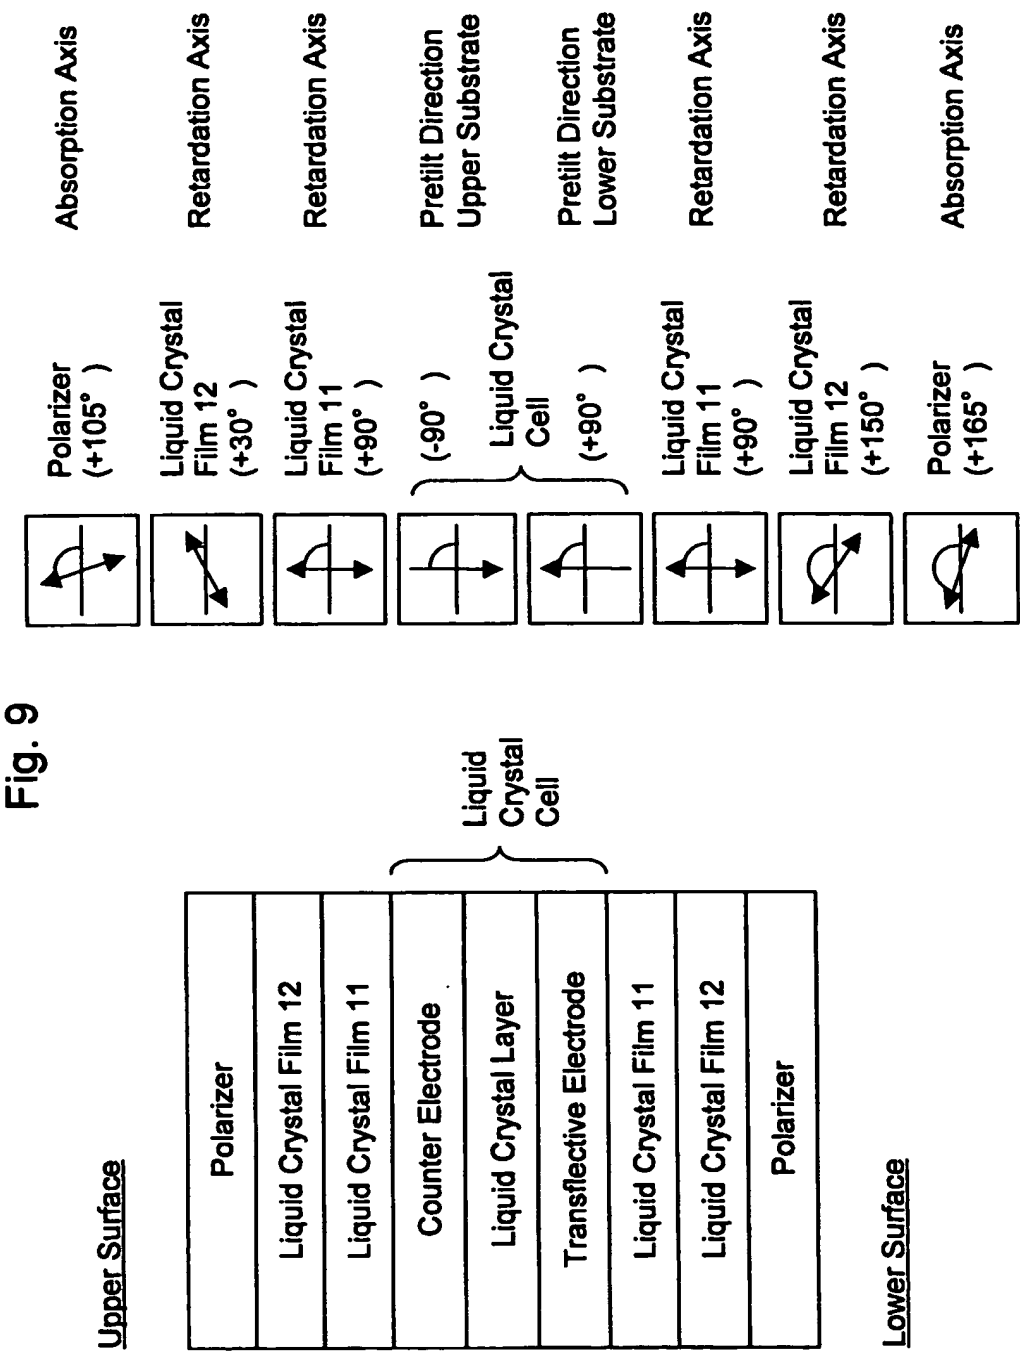 Fig. 9
Upper Surface
Polarizer
Liquid Crystal Film 12
Liquid Crystal Film 11
Counter Electrode
Liquid Crystal Layer
Transflective Electrode
Liquid Crystal Film 11
Liquid Crystal Film 12
Polarizer
Lower Surface
Liquid
Crystal
Cell
Polarizer
(+105° )
Absorption Axis
Liquid Crystal
Film 12
(+30° )
Retardation Axis
Liquid Crystal
Film 11
(+90° )
Retardation Axis
(-90° )
Pretilt Direction
Upper Substrate
Liquid Crystal
Cell
(+90° )
Pretilt Direction
Lower Substrate
Liquid Crystal
Film 11
(+90° )
Retardation Axis
Liquid Crystal
Film 12
(+150° )
Retardation Axis
Polarizer
(+165° )
Absorption Axis